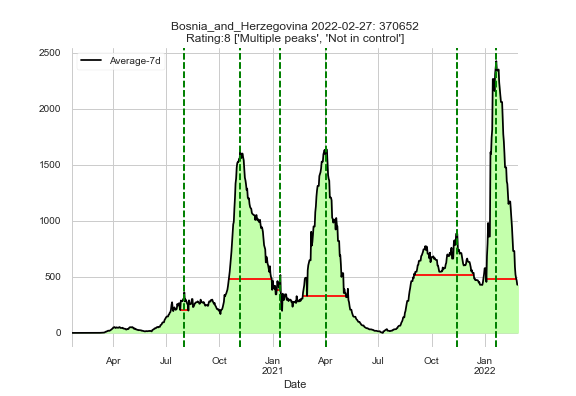 Bosnia_and_Herzegovina 2022-02-27: 370652
Rating:8 ['Multiple peaks', 'Not in control']
Average-7d
2500
2000
1500
1000
500
0
Apr Jul Oct Jan Apr Jul Oct Jan
2021 2022
Date